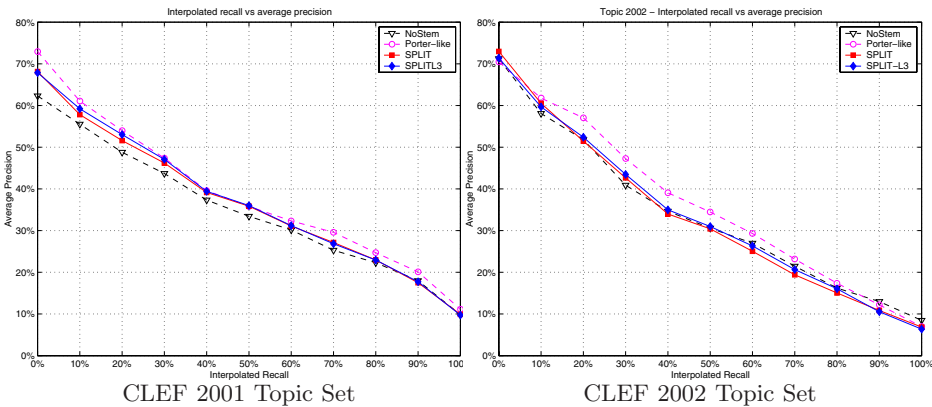 Interpolated recall vs average precision
80%
70%
60%
50%
40%
30%
20%
10%
0%
Average Precision
NoStem
Porter-like
SPLIT
SPLITL3
0% 10% 20% 30% 40% 50% 60% 70% 80% 90% 100%
Interpolated Recall
CLEF 2001 Topic Set
Topic 2002 – Interpolated recall vs average precision
80%
70%
60%
50%
40%
30%
20%
10%
0%
Average Precision
NoStem
Porter-like
SPLIT
SPLIT-L3
0% 10% 20% 30% 40% 50% 60% 70% 80% 90% 100%
Interpolated Recall
CLEF 2002 Topic Set